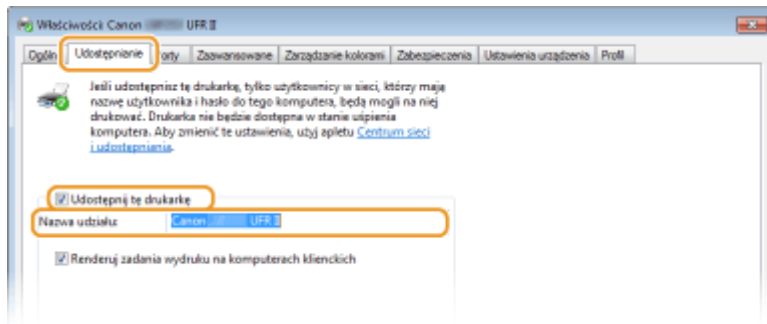 Właściwości: Canon UFR II
Ogóln Udostępnianie orty Zaawansowane Zarządzanie kolorami Zabezpieczenia Ustawienia urządzenia Profil
Jeśli udostępnisz tę drukarkę, tylko użytkownicy w sieci, którzy mają
nazwę użytkownika i hasło do tego komputera, będą mogli na niej
drukować. Drukarka nie będzie dostępna w stanie uśpienia
komputera. Aby zmienić te ustawienia, użyj apletu Centrum sieci
i udostępniania.
Udostępnij tę drukarkę
Nazwa udziału: Canon UFR II
Renderuj zadania wydruku na komputerach klienckich